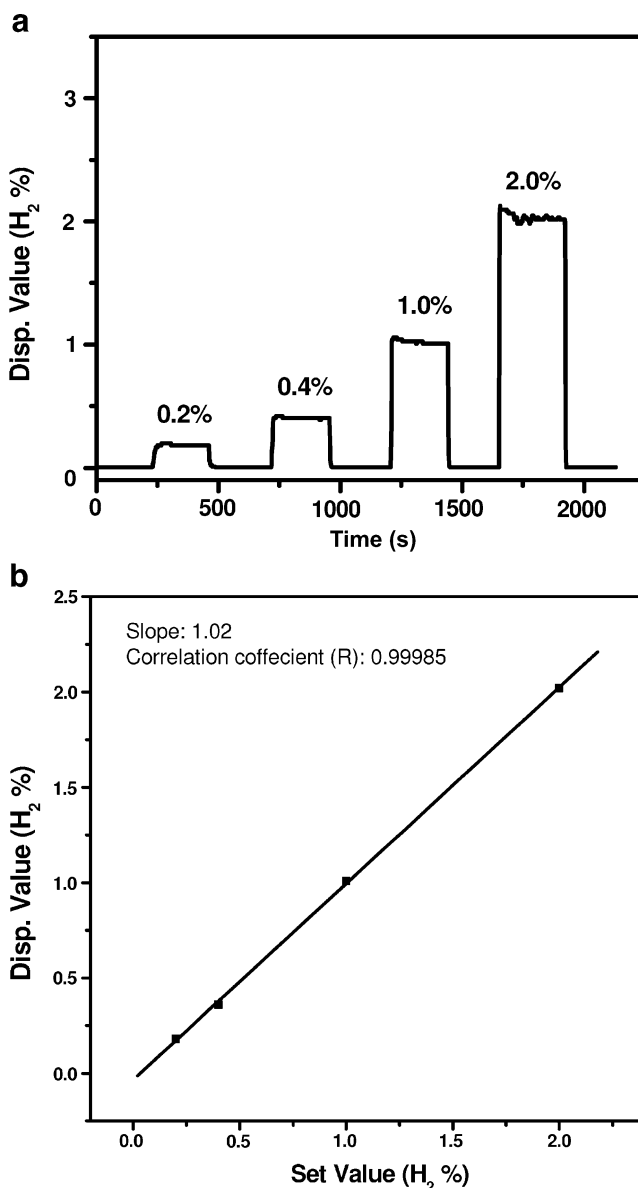 a
3
2
1
0
Disp. Value (H2 %)
0.2%
0.4%
1.0%
2.0%
0 500 1000 1500 2000
Time (s)
b
Slope: 1.02
Correlation coffecient (R): 0.99985
2.5
2.0
1.5
1.0
0.5
0.0
Disp. Value (H2 %)
0.0 0.5 1.0 1.5 2.0
Set Value (H2 %)